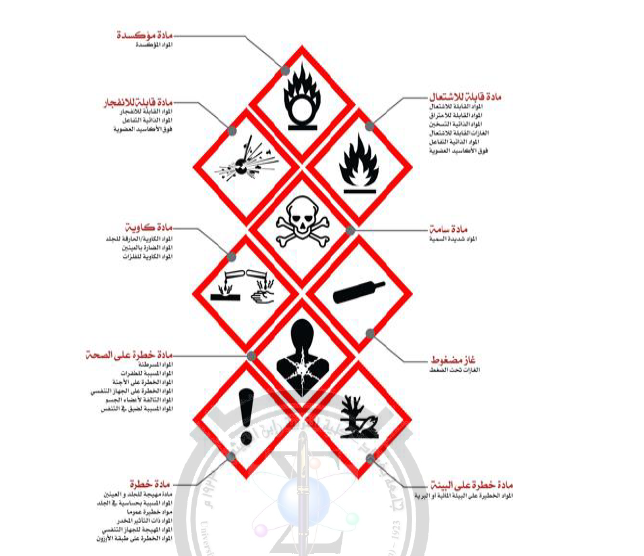 مادة مؤكسدة
المواد المؤكسدة
مادة قابلة للانفجار
المواد القابلة للانفجار
المواد الذاتية التفاعل
فوق الأكاسيد العضوية
مادة قابلة للاشتعال
المواد القابلة للاشتعال
المواد القابلة للاحتراق
المواد الذاتية التسخين
الغازات القابلة للاشتعال
المواد الذاتية التفاعل
فوق الأكاسيد العضوية
مادة سامة
المواد شديدة السمية
مادة كاوية
المواد الكاوية/الحارقة للجلد
المواد الضارة بالعينين
المواد الكاوية للفلزات
غاز مضغوط
الغازات تحت الضغط
مادة خطرة على الصحة
المواد المسرطنة
المواد المسببة للطفرات
المواد الخطرة على الأجنة
المواد الخطرة على الجهاز التنفسي
المواد التالفة لأعضاء الجسم
المواد المسببة لضيق في التنفس
مادة خطرة
مادة مهيجة للجلد و العينين
المواد المسببة بحساسية في الجلد
مواد خطيرة عموما
المواد ذات التأثير المخدر
المواد المهيجة للجهاز التنفسي
المواد الخطرة على طبقة الأوزون
مادة خطرة على البيئة
المواد الخطيرة على البيئة المائية أو البرية